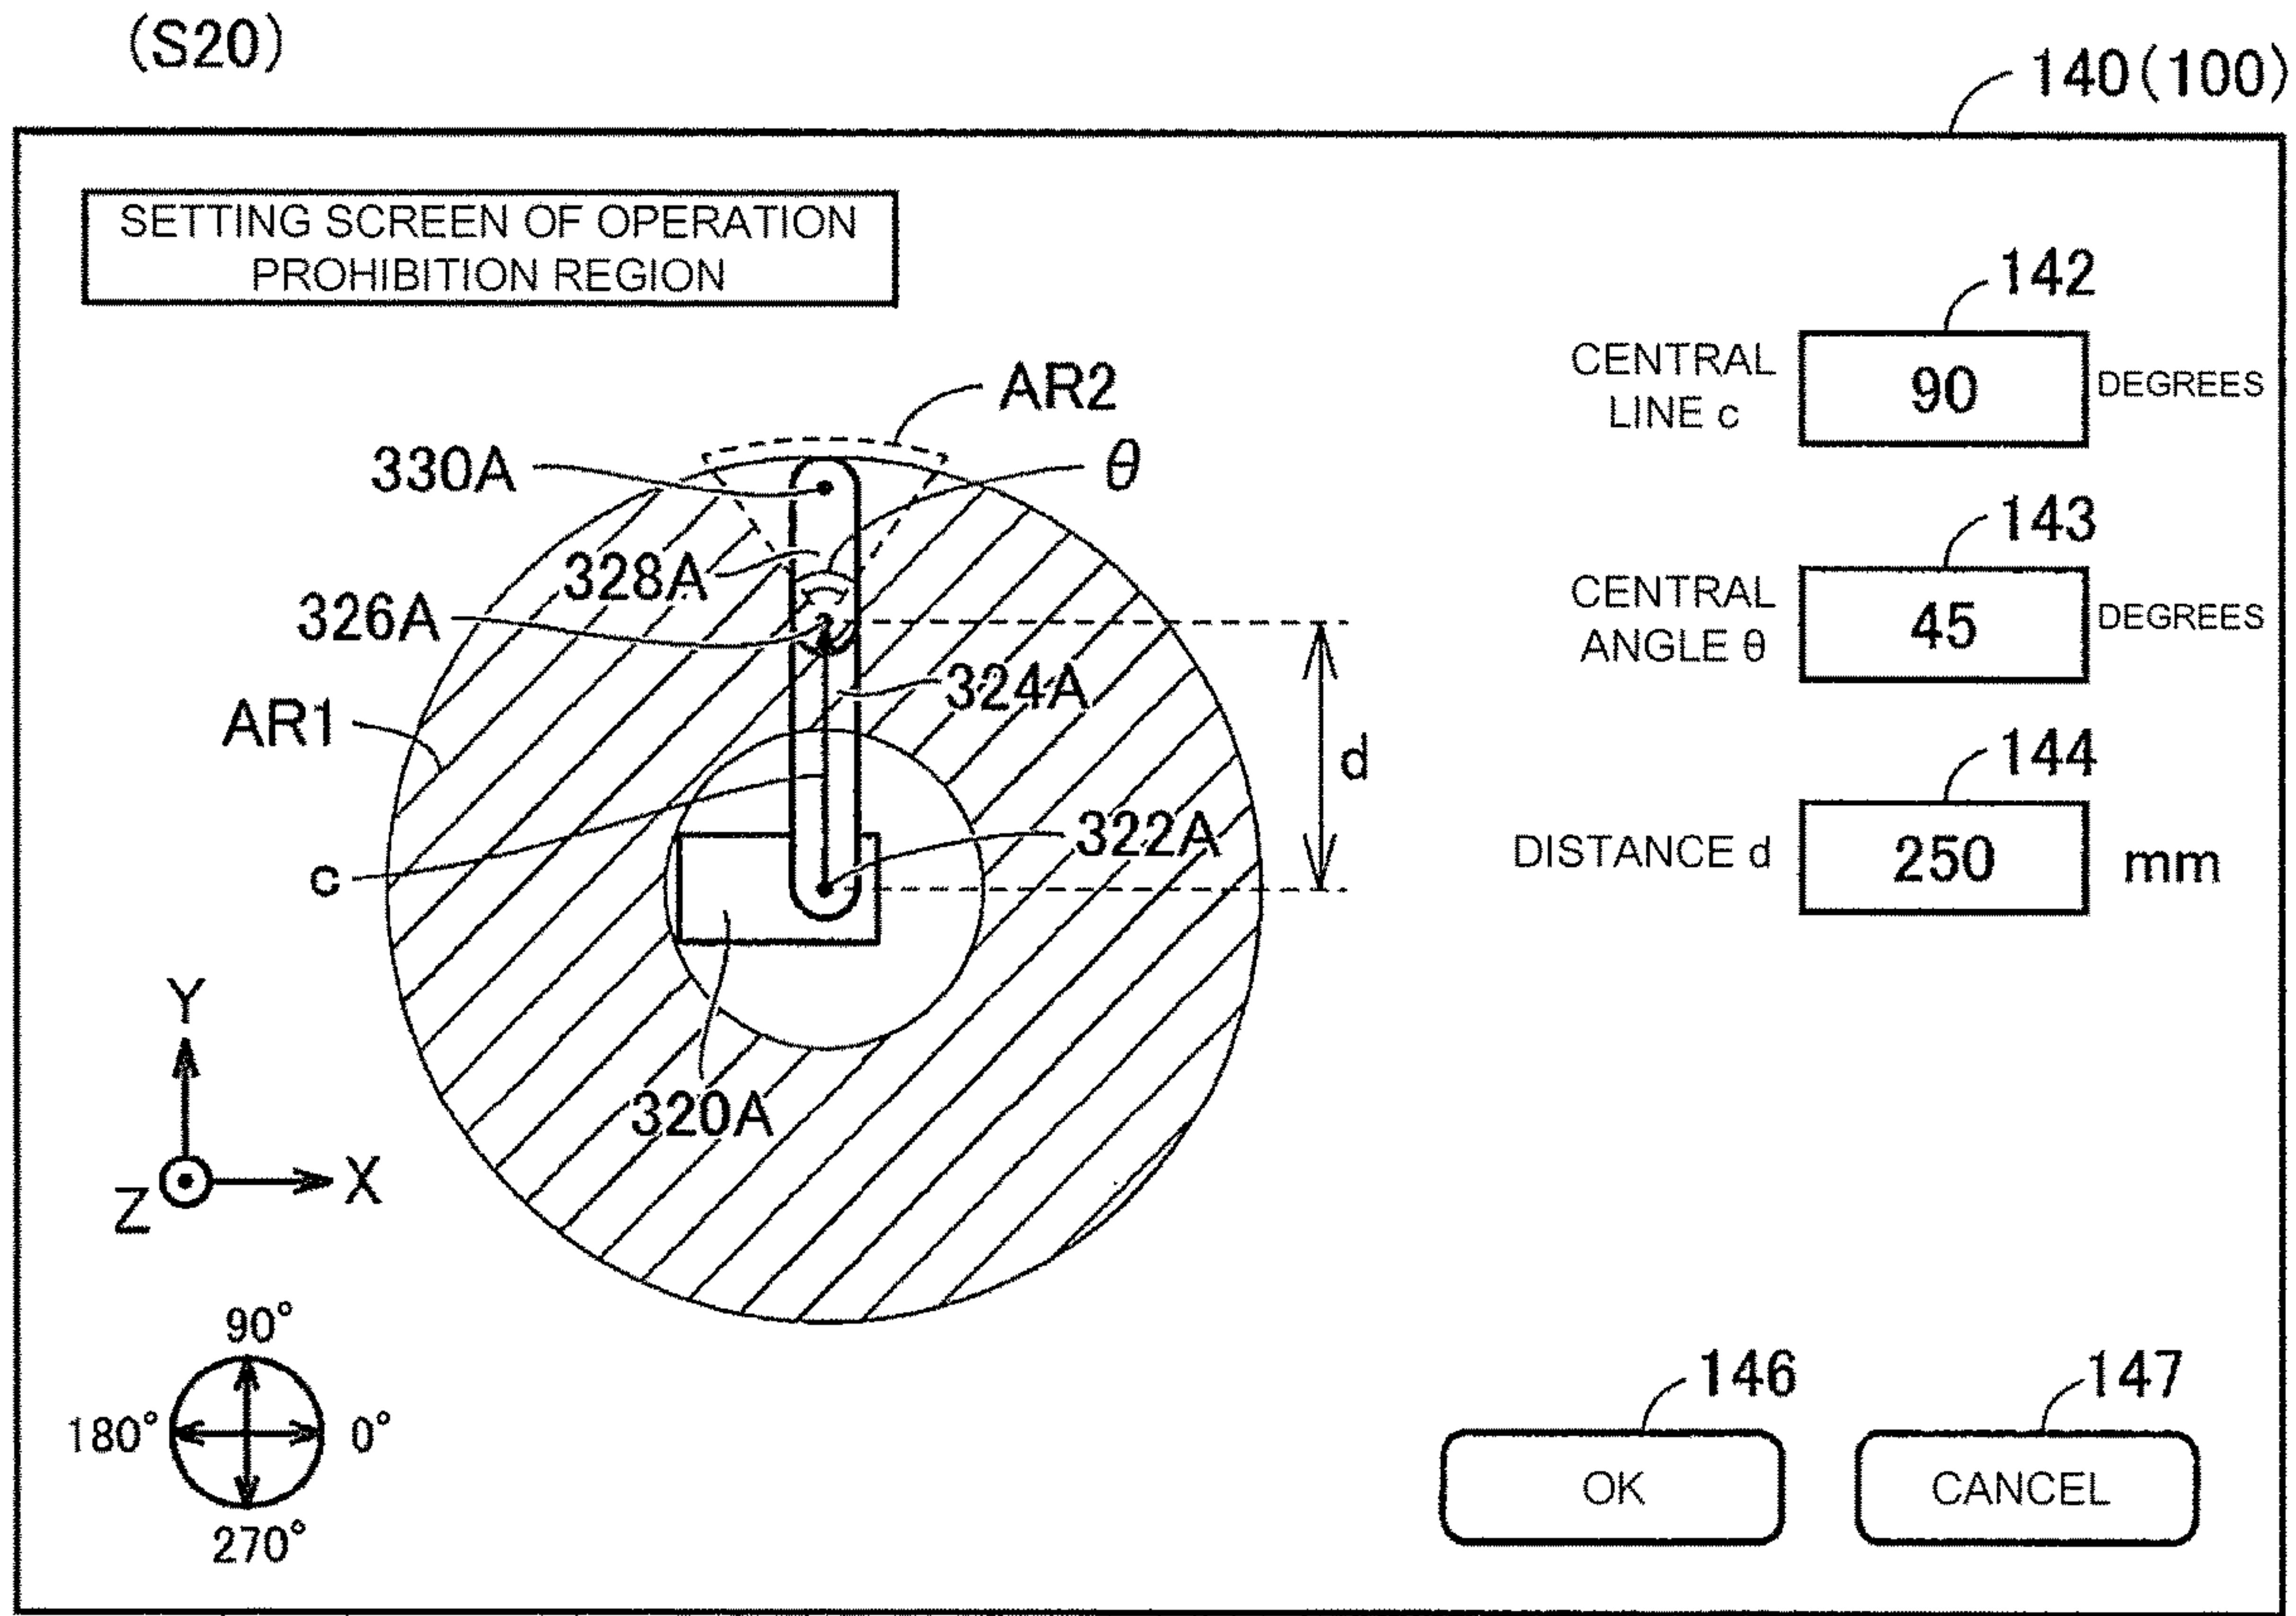 (S20)
140(100)
SETTING SCREEN OF OPERATION
PROHIBITION REGION
142
CENTRAL
LINE c
90
DEGREES
AR2
330A
θ
143
CENTRAL
ANGLE θ
45
DEGREES
328A
326A
324A
AR1
d
144
DISTANCE d
250
mm
322A
c
320A
Y
Z
X
90°
180°
0°
270°
146
147
OK
CANCEL